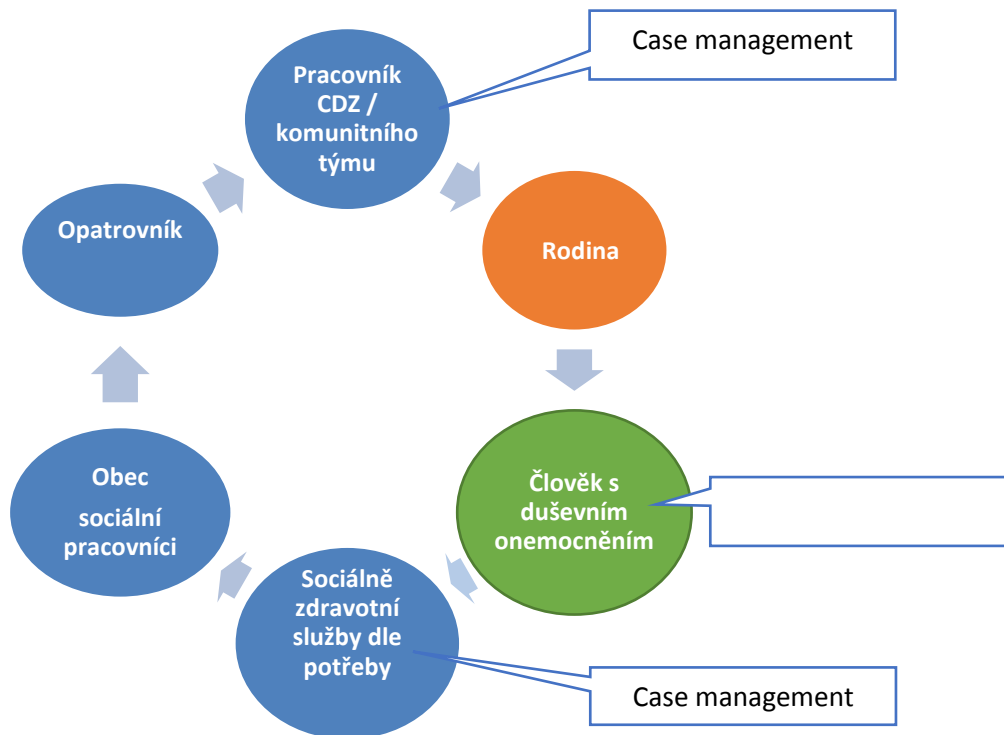 Case management
Pracovník
CDZ /
komunitního
týmu
Opatrovník
Rodina
Obec
sociální
pracovníci
Člověk s
duševním
onemocněním
Sociálně
zdravotní
služby dle
potřeby
Case management